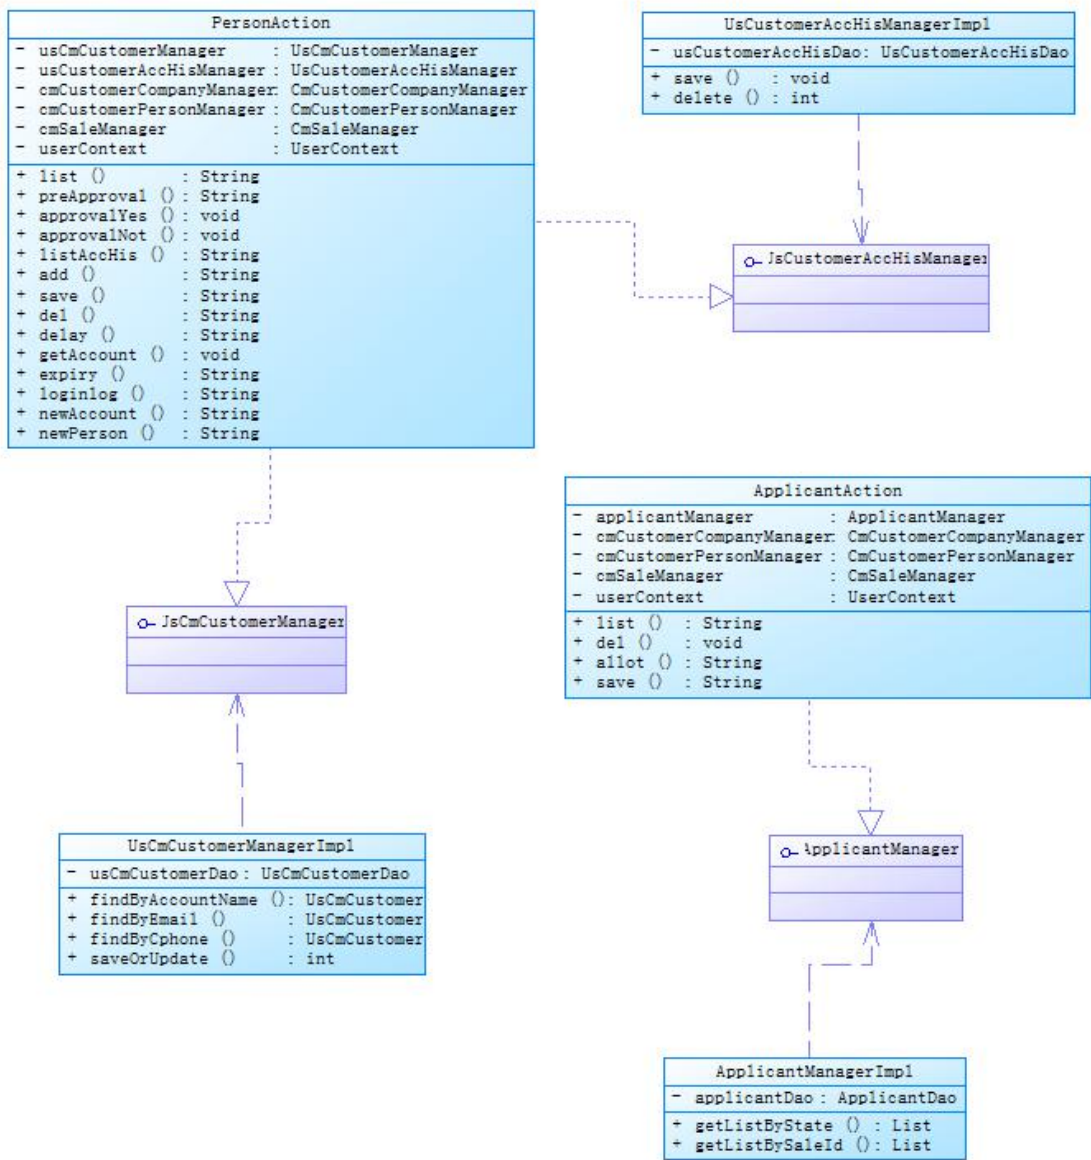 PersonAction
- usCmCustomerManager : UsCmCustomerManager
- usCustomerAccHisManager : UsCustomerAccHisManager
- cmCustomerCompanyManager: CmCustomerCompanyManager
- cmCustomerPersonManager : CmCustomerPersonManager
- cmSaleManager : CmSaleManager
- userContext : UserContext
+ list () : String
+ preApproval () : String
+ approvalYes () : void
+ approvalNot () : void
+ listAccHis () : String
+ add () : String
+ save () : String
+ del () : String
+ delay () : String
+ getAccount () : void
+ expiry () : String
+ loginlog () : String
+ newAccount () : String
+ newPerson () : String
UsCustomerAccHisManagerImpl
- usCustomerAccHisDao: UsCustomerAccHisDao
+ save () : void
+ delete () : int
JsCustomerAccHisManager
ApplicantAction
- applicantManager : ApplicantManager
- cmCustomerCompanyManager: CmCustomerCompanyManager
- cmCustomerPersonManager : CmCustomerPersonManager
- cmSaleManager : CmSaleManager
- userContext : UserContext
+ list () : String
+ del () : void
+ allot () : String
+ save () : String
JsCmCustomerManager
UsCmCustomerManagerImpl
- usCmCustomerDao : UsCmCustomerDao
+ findByAccountName (): UsCmCustomer
+ findByEmail () : UsCmCustomer
+ findByCphone () : UsCmCustomer
+ saveOrUpdate () : int
ApplicantManager
ApplicantManagerImpl
- applicantDao : ApplicantDao
+ getListByState () : List
+ getListBySaleId (): List